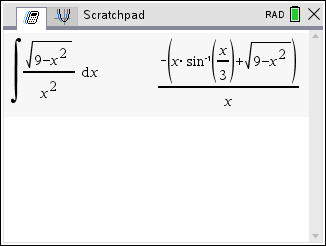 Scratchpad RAD
∫ √(9−x²)/x² dx   −(x·sin⁻¹(x/3)+√(9−x²))/x